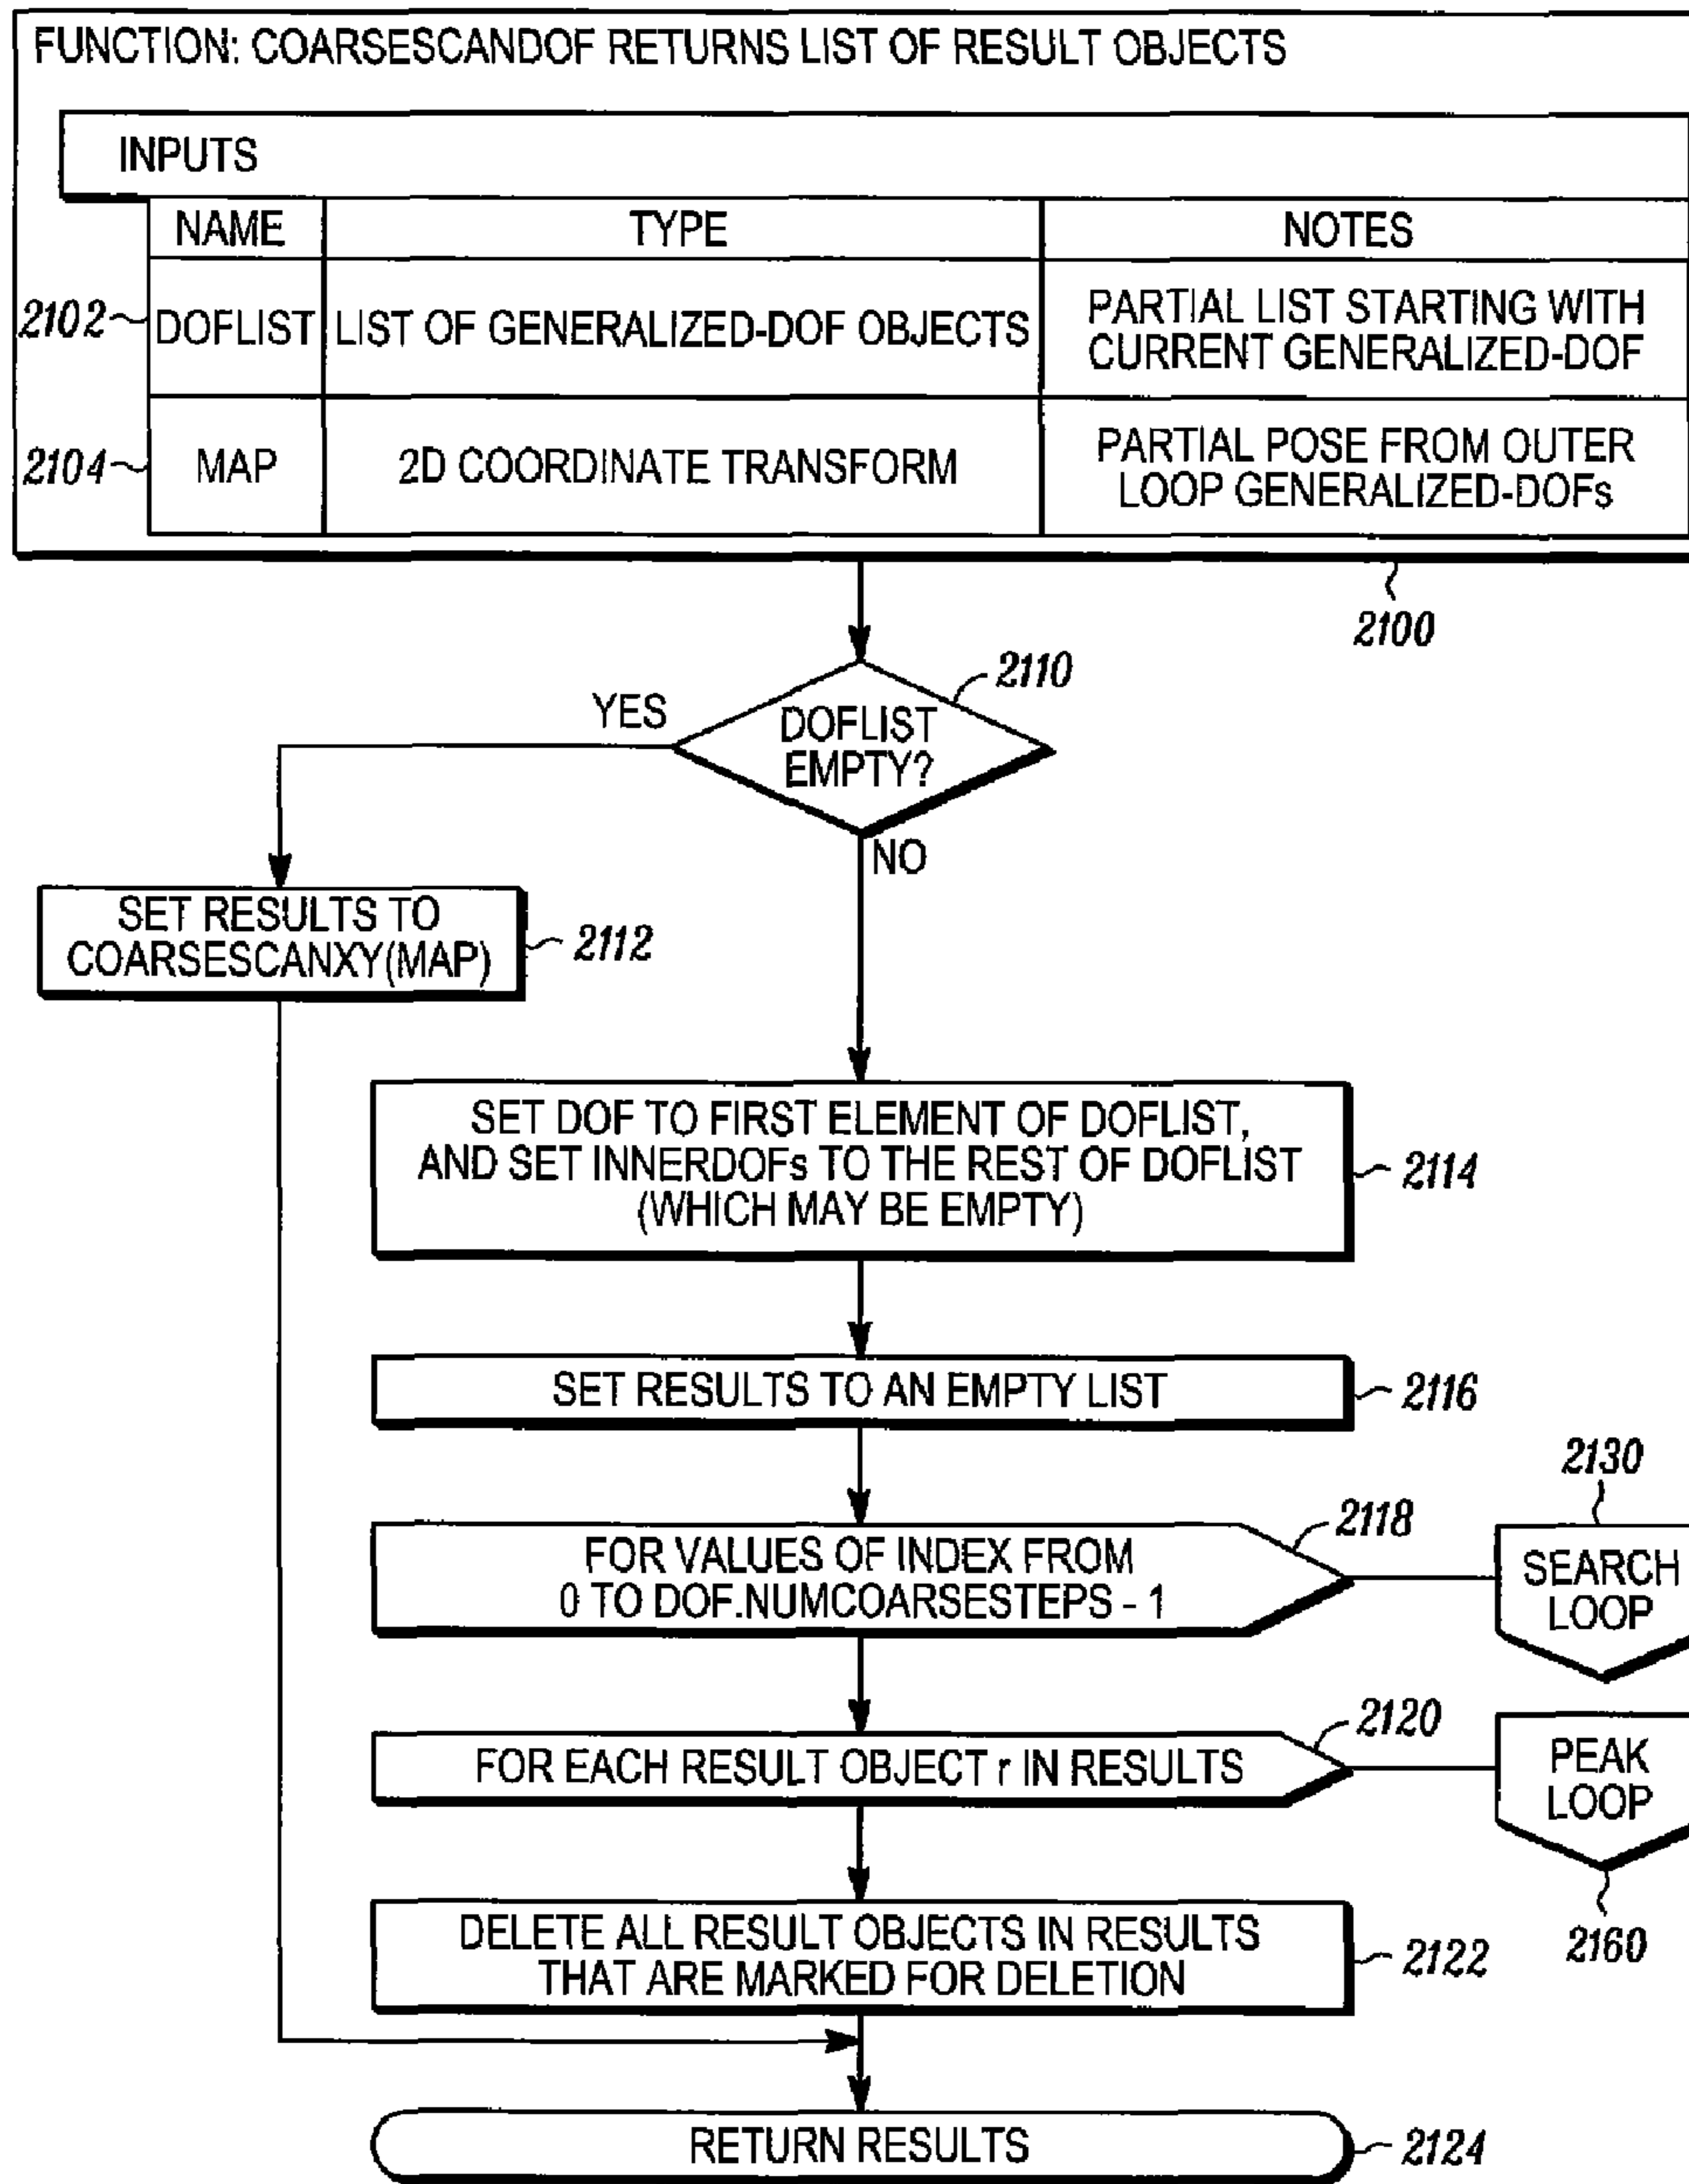 FUNCTION: COARSESCANDOF RETURNS LIST OF RESULT OBJECTS
INPUTS
NAME TYPE NOTES
2102 DOFLIST LIST OF GENERALIZED-DOF OBJECTS PARTIAL LIST STARTING WITH
CURRENT GENERALIZED-DOF
2104 MAP 2D COORDINATE TRANSFORM PARTIAL POSE FROM OUTER
LOOP GENERALIZED-DOFs
2100
2110
YES
DOFLIST
EMPTY?
NO
SET RESULTS TO
COARSESCANXY(MAP)
2112
SET DOF TO FIRST ELEMENT OF DOFLIST,
AND SET INNERDOFs TO THE REST OF DOFLIST
(WHICH MAY BE EMPTY)
2114
SET RESULTS TO AN EMPTY LIST
2116
FOR VALUES OF INDEX FROM
0 TO DOF.NUMCOARSESTEPS - 1
2118
2130
SEARCH
LOOP
FOR EACH RESULT OBJECT r IN RESULTS
2120
PEAK
LOOP
2160
DELETE ALL RESULT OBJECTS IN RESULTS
THAT ARE MARKED FOR DELETION
2122
RETURN RESULTS
2124